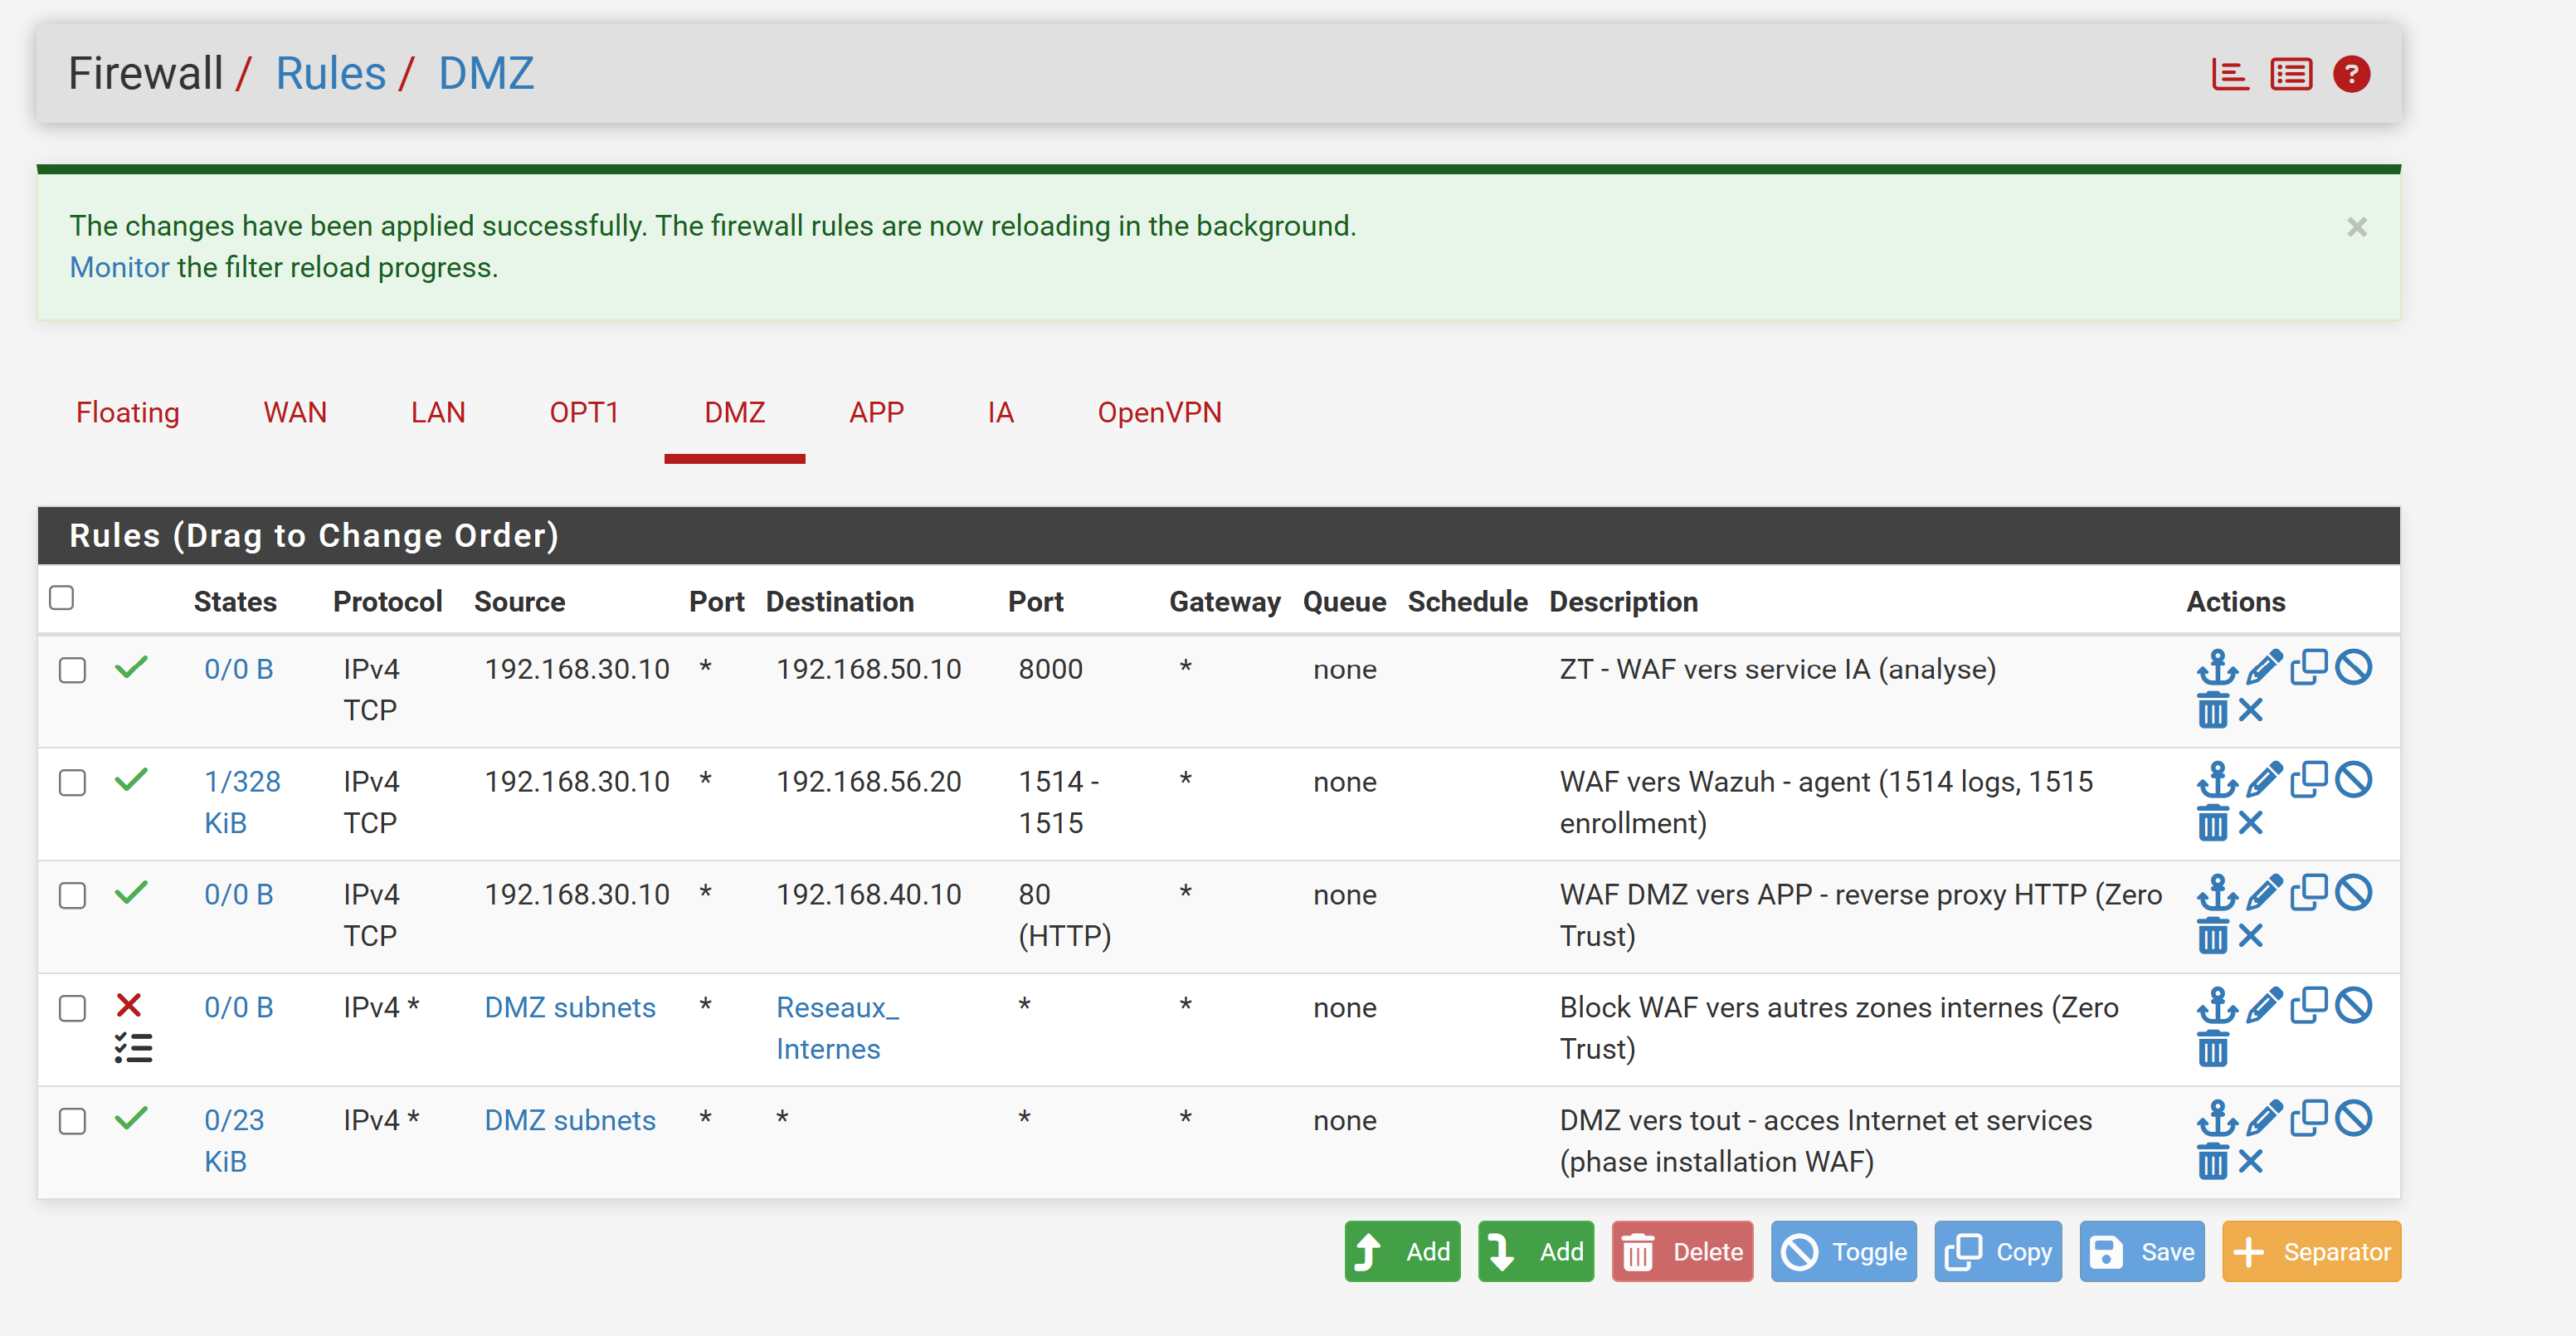 Firewall / Rules / DMZ
The changes have been applied successfully. The firewall rules are now reloading in the background.
Monitor the filter reload progress.
×
Floating WAN LAN OPT1 DMZ APP IA OpenVPN
Rules (Drag to Change Order)
States Protocol Source Port Destination Port Gateway Queue Schedule Description Actions
0/0 B IPv4 192.168.30.10 * 192.168.50.10 8000 * none ZT - WAF vers service IA (analyse)
TCP
1/328 IPv4 192.168.30.10 * 192.168.56.20 1514 - * none WAF vers Wazuh - agent (1514 logs, 1515
KiB TCP 1515 enrollment)
0/0 B IPv4 192.168.30.10 * 192.168.40.10 80 * none WAF DMZ vers APP - reverse proxy HTTP (Zero
TCP (HTTP) Trust)
0/0 B IPv4 * DMZ subnets * Reseaux_ * * none Block WAF vers autres zones internes (Zero
Internes Trust)
0/23 IPv4 * DMZ subnets * * * * none DMZ vers tout - acces Internet et services
KiB (phase installation WAF)
Add Add Delete Toggle Copy Save Separator